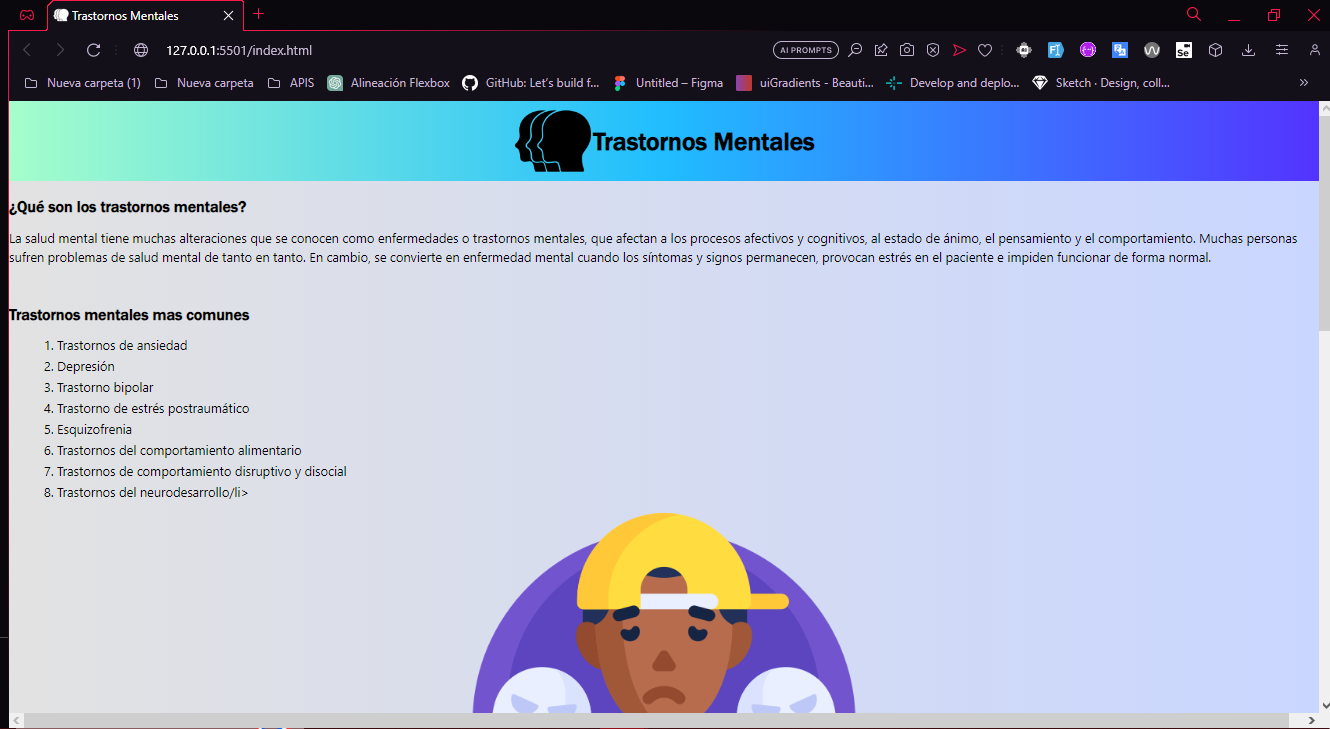 Trastornos Mentales
127.0.0.1:5501/index.html
AI PROMPTS
Nueva carpeta (1)
Nueva carpeta
APIS
Alineación Flexbox
GitHub: Let's build f...
Untitled – Figma
uiGradients - Beauti...
Develop and deplo...
Sketch · Design, coll...
Trastornos Mentales
¿Qué son los trastornos mentales?
La salud mental tiene muchas alteraciones que se conocen como enfermedades o trastornos mentales, que afectan a los procesos afectivos y cognitivos, al estado de ánimo, el pensamiento y el comportamiento. Muchas personas
sufren problemas de salud mental de tanto en tanto. En cambio, se convierte en enfermedad mental cuando los síntomas y signos permanecen, provocan estrés en el paciente e impiden funcionar de forma normal.
Trastornos mentales mas comunes
1. Trastornos de ansiedad
2. Depresión
3. Trastorno bipolar
4. Trastorno de estrés postraumático
5. Esquizofrenia
6. Trastornos del comportamiento alimentario
7. Trastornos de comportamiento disruptivo y disocial
8. Trastornos del neurodesarrollo/li>